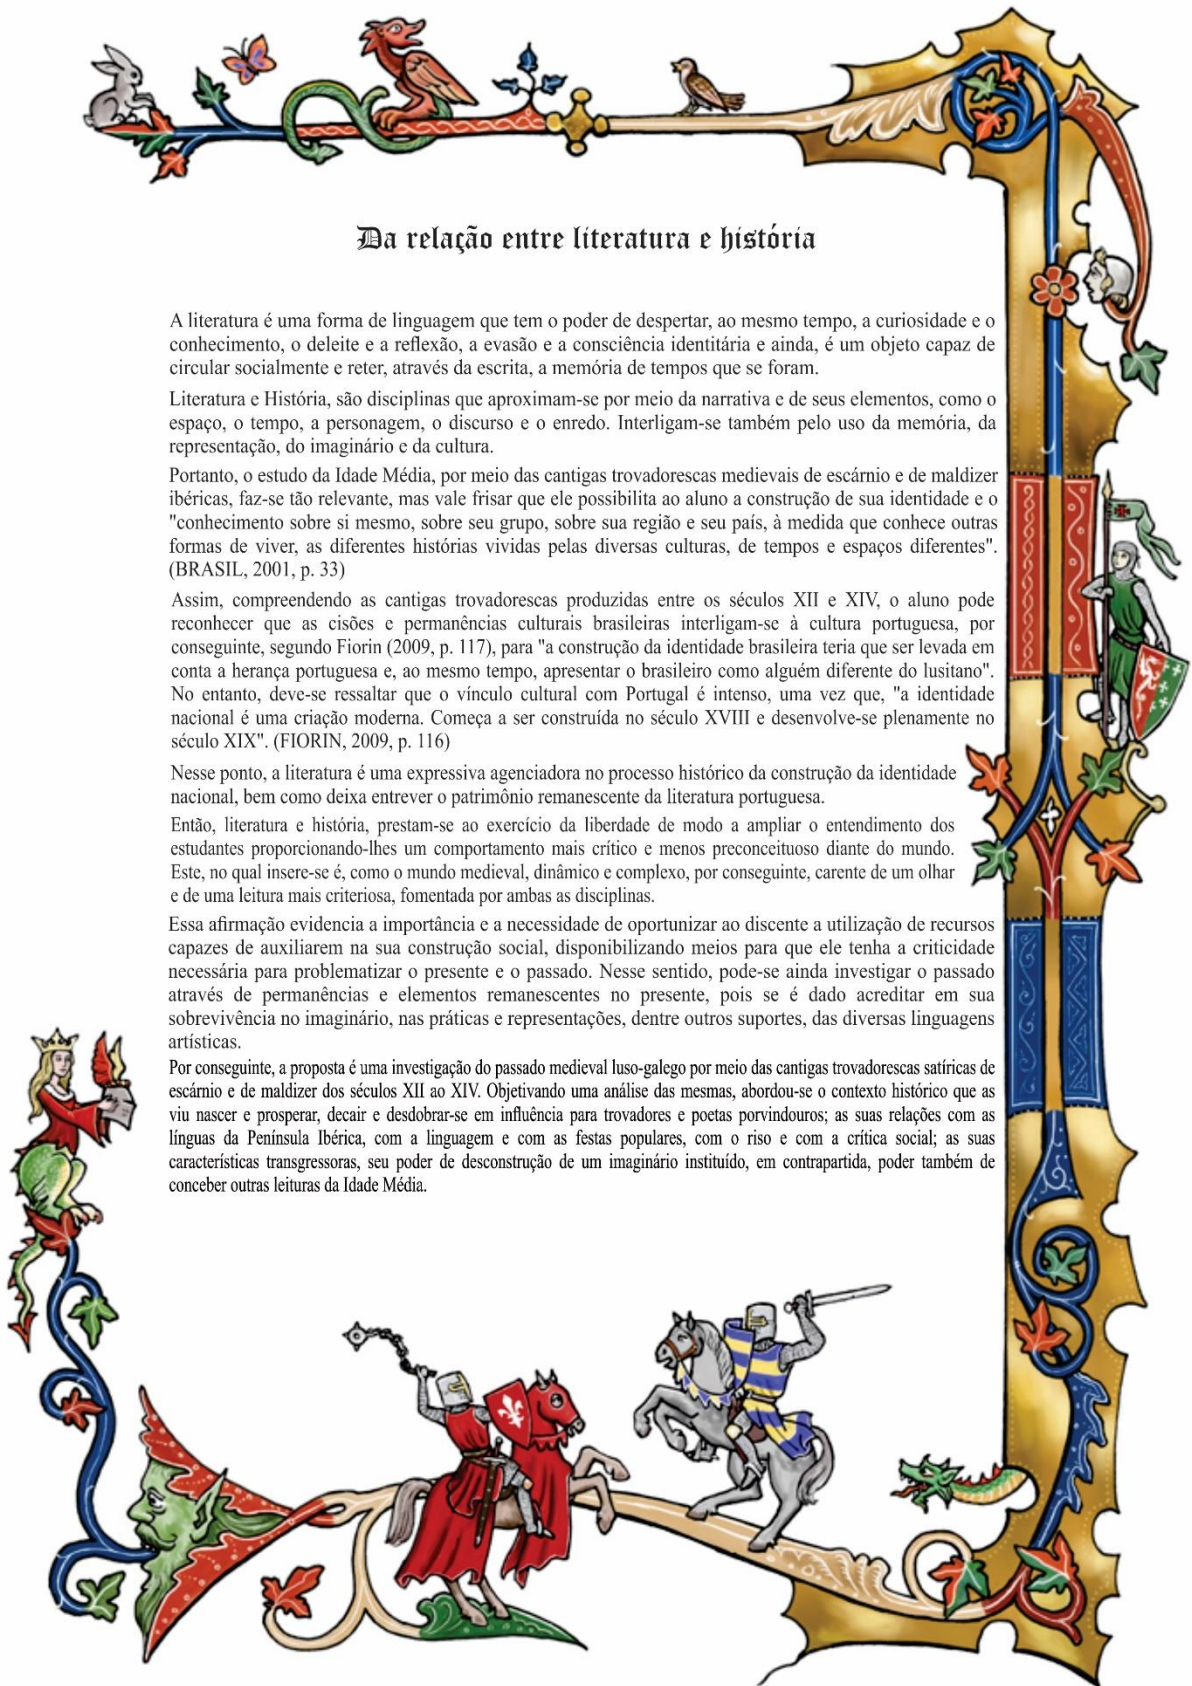 Da relação entre literatura e história
A literatura é uma forma de linguagem que tem o poder de despertar, ao mesmo tempo, a curiosidade e o
conhecimento, o deleite e a reflexão, a evasão e a consciência identitária e ainda, é um objeto capaz de
circular socialmente e reter, através da escrita, a memória de tempos que se foram.
Literatura e História, são disciplinas que aproximam-se por meio da narrativa e de seus elementos, como o
espaço, o tempo, a personagem, o discurso e o enredo. Interligam-se também pelo uso da memória, da
representação, do imaginário e da cultura.
Portanto, o estudo da Idade Média, por meio das cantigas trovadorescas medievais de escárnio e de maldizer
ibéricas, faz-se tão relevante, mas vale frisar que ele possibilita ao aluno a construção de sua identidade e o
"conhecimento sobre si mesmo, sobre seu grupo, sobre sua região e seu país, à medida que conhece outras
formas de viver, as diferentes histórias vividas pelas diversas culturas, de tempos e espaços diferentes".
(BRASIL, 2001, p. 33)
Assim, compreendendo as cantigas trovadorescas produzidas entre os séculos XII e XIV, o aluno pode
reconhecer que as cisões e permanências culturais brasileiras interligam-se à cultura portuguesa, por
conseguinte, segundo Fiorin (2009, p. 117), para "a construção da identidade brasileira teria que ser levada em
conta a herança portuguesa e, ao mesmo tempo, apresentar o brasileiro como alguém diferente do lusitano".
No entanto, deve-se ressaltar que o vínculo cultural com Portugal é intenso, uma vez que, "a identidade
nacional é uma criação moderna. Começa a ser construída no século XVIII e desenvolve-se plenamente no
século XIX". (FIORIN, 2009, p. 116)
Nesse ponto, a literatura é uma expressiva agenciadora no processo histórico da construção da identidade
nacional, bem como deixa entrever o patrimônio remanescente da literatura portuguesa.
Então, literatura e história, prestam-se ao exercício da liberdade de modo a ampliar o entendimento dos
estudantes proporcionando-lhes um comportamento mais crítico e menos preconceituoso diante do mundo.
Este, no qual insere-se é, como o mundo medieval, dinâmico e complexo, por conseguinte, carente de um olhar
e de uma leitura mais criteriosa, fomentada por ambas as disciplinas.
Essa afirmação evidencia a importância e a necessidade de oportunizar ao discente a utilização de recursos
capazes de auxiliarem na sua construção social, disponibilizando meios para que ele tenha a criticidade
necessária para problematizar o presente e o passado. Nesse sentido, pode-se ainda investigar o passado
através de permanências e elementos remanescentes no presente, pois se é dado acreditar em sua
sobrevivência no imaginário, nas práticas e representações, dentre outros suportes, das diversas linguagens
artísticas.
Por conseguinte, a proposta é uma investigação do passado medieval luso-galego por meio das cantigas trovadorescas satíricas de
escárnio e de maldizer dos séculos XII ao XIV. Objetivando uma análise das mesmas, abordou-se o contexto histórico que as
viu nascer e prosperar, decair e desdobrar-se em influência para trovadores e poetas porvindouros; as suas relações com as
línguas da Península Ibérica, com a linguagem e com as festas populares, com o riso e com a crítica social; as suas
características transgressoras, seu poder de desconstrução de um imaginário instituído, em contrapartida, poder também de
conceber outras leituras da Idade Média.